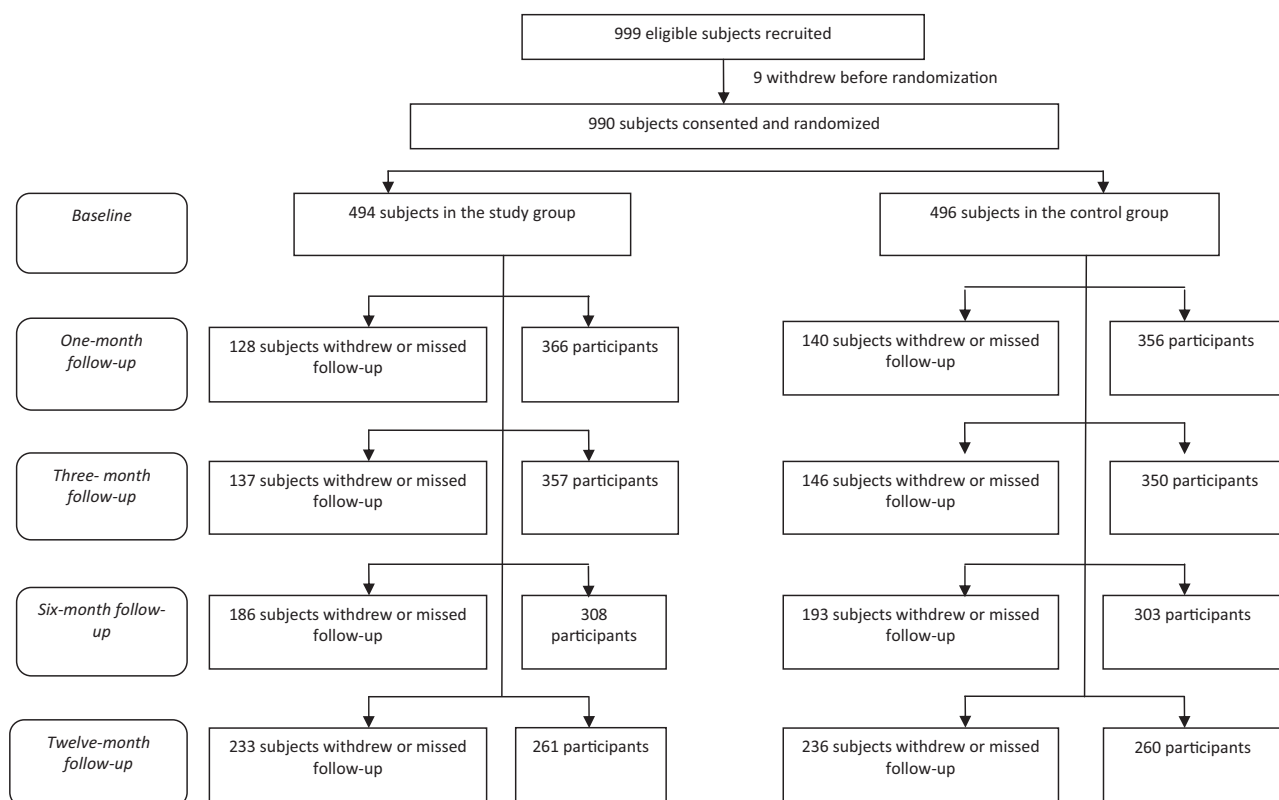 999 eligible subjects recruited
9 withdrew before randomization
990 subjects consented and randomized
Baseline
494 subjects in the study group
496 subjects in the control group
One-month
follow-up
128 subjects withdrew or missed
follow-up
366 participants
140 subjects withdrew or missed
follow-up
356 participants
Three- month
follow-up
137 subjects withdrew or missed
follow-up
357 participants
146 subjects withdrew or missed
follow-up
350 participants
Six-month follow-
up
186 subjects withdrew or missed
follow-up
308
participants
193 subjects withdrew or missed
follow-up
303 participants
Twelve-month
follow-up
233 subjects withdrew or missed
follow-up
261 participants
236 subjects withdrew or missed
follow-up
260 participants